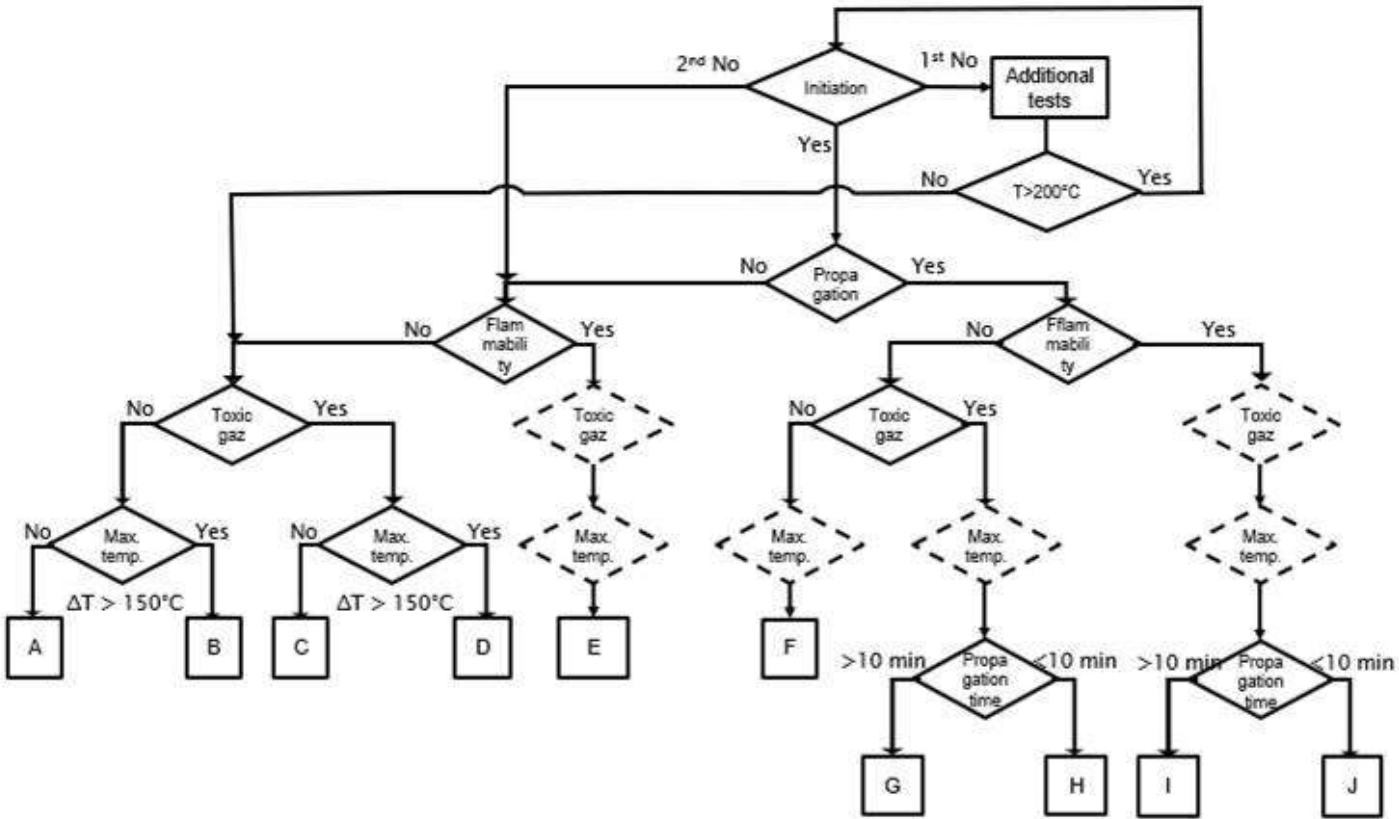 2nd No
1st No
Initiation
Additional
tests
Yes
No
T>200°C
Yes
No
Propa
gation
Yes
No
Flam
mabili
ty
Yes
No
Fflam
mabili
ty
Yes
No
Toxic
gaz
Yes
Toxic
gaz
No
Toxic
gaz
Yes
Toxic
gaz
No
Max.
temp.
Yes
No
Max.
temp.
Yes
Max.
temp.
Max.
temp.
Max.
temp.
Max.
temp.
ΔT > 150°C
ΔT > 150°C
A
B
C
D
E
F
>10 min
Propa
gation
time
<10 min
>10 min
Propa
gation
time
<10 min
G
H
I
J